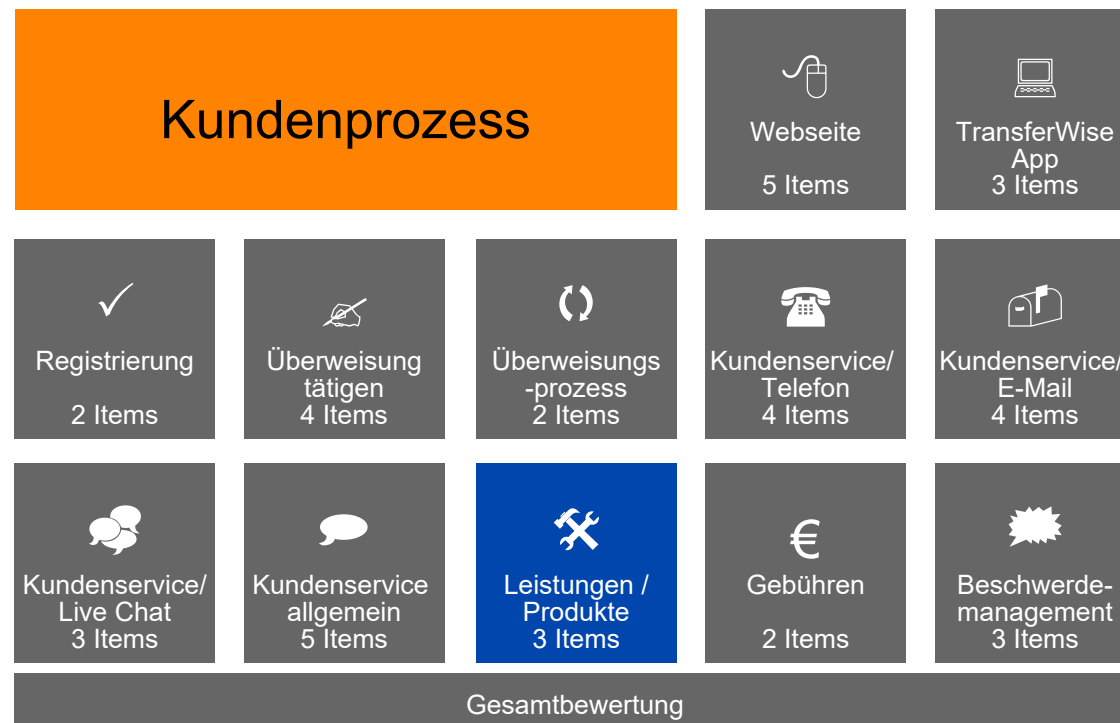 Kundenprozess
Webseite
5 Items
TransferWise
App
3 Items
Registrierung
2 Items
Überweisung
tätigen
4 Items
Überweisungs
-prozess
2 Items
Kundenservice/
Telefon
4 Items
Kundenservice/
E-Mail
4 Items
Kundenservice/
Live Chat
3 Items
Kundenservice
allgemein
5 Items
Leistungen /
Produkte
3 Items
€
Gebühren
2 Items
Beschwerde-
management
3 Items
Gesamtbewertung